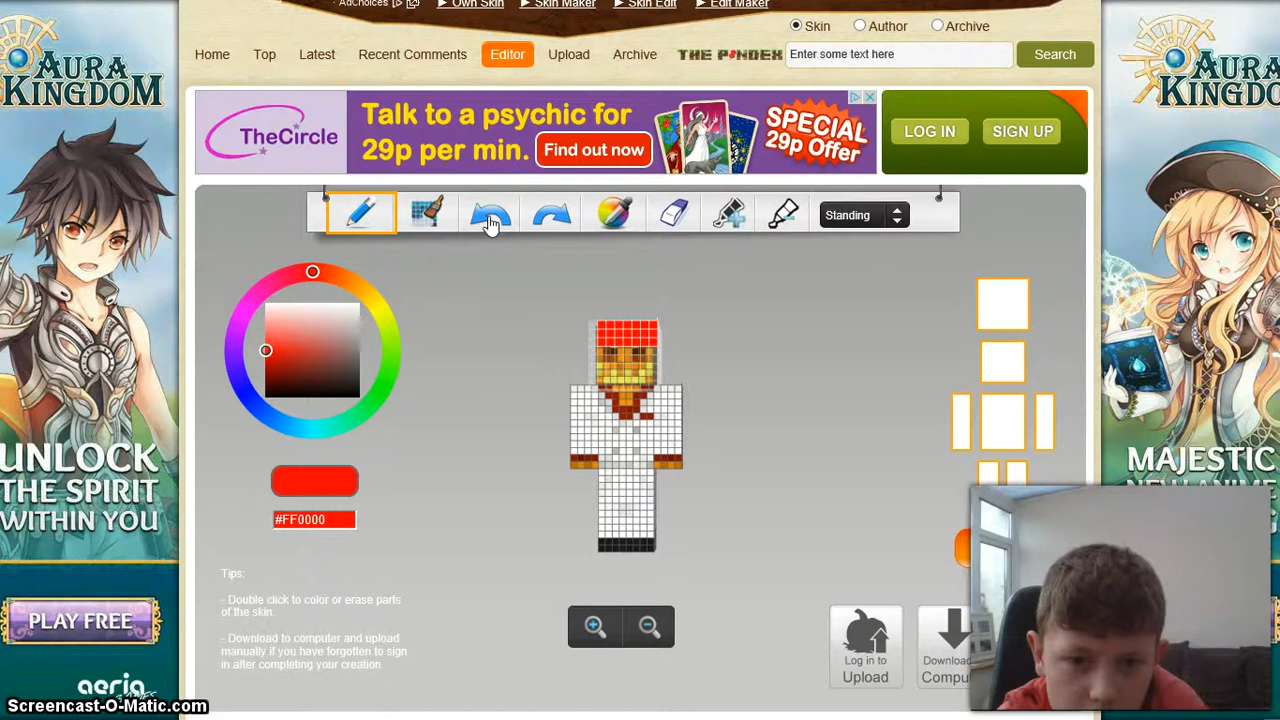 AdChoices
► Own Skin ► Skin Maker ► Skin Edit ► Edit Maker
Skin Author Archive
Home Top Latest Recent Comments Editor Upload Archive THE PINDEX Enter some text here Search
AURA KINGDOM
TheCircle
Talk to a psychic for
29p per min. Find out now
SPECIAL
29p Offer
LOG IN SIGN UP
AURA
KINGD
Standing
#FF0000
Tips:
- Double click to color or erase parts
of the skin.
- Download to computer and upload
manually if you have forgotten to sign
in after completing your creation
Log in to
Upload
Download
Compu
UNLOCK
THE SPIRIT
WITHIN YOU
PLAY FREE
aeria
GAMES
MAJESTIC
Screencast-O-Matic.com